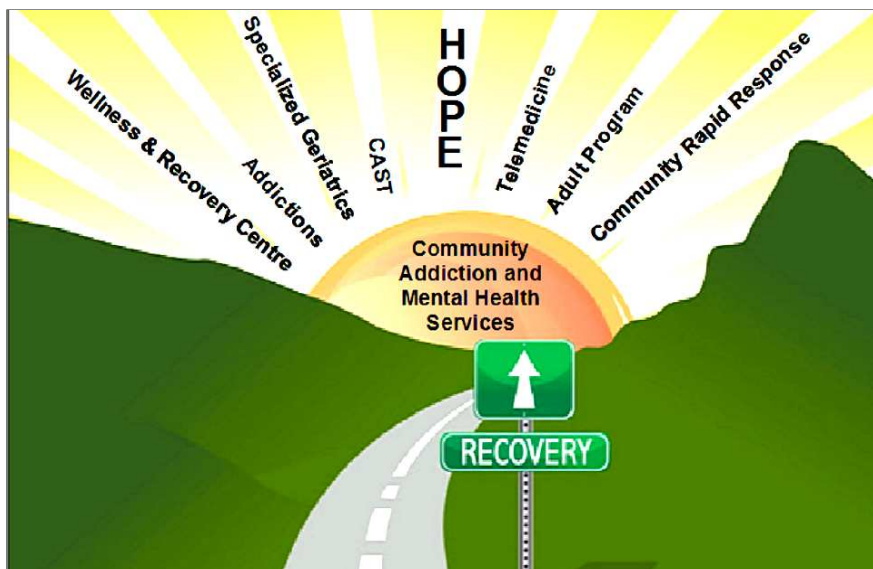 Wellness & Recovery Centre
Addictions
Specialized Geriatrics
CAST
HOPE
Telemedicine
Adult Program
Community Rapid Response
Community
Addiction and
Mental Health
Services
RECOVERY